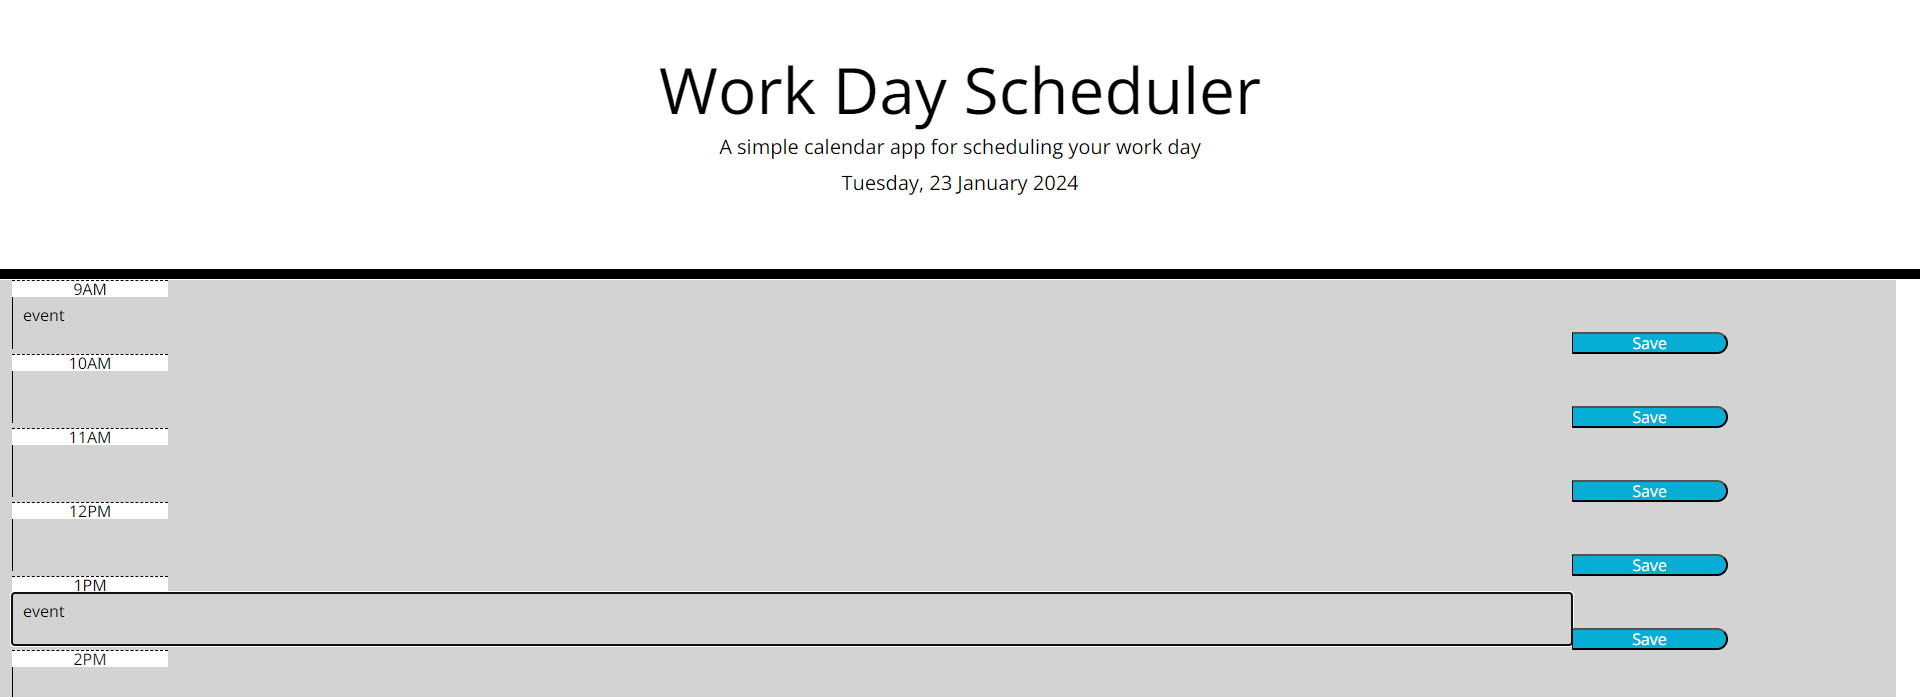 Work Day Scheduler
A simple calendar app for scheduling your work day
Tuesday, 23 January 2024
9AM
event
Save
10AM
Save
11AM
Save
12PM
Save
1PM
event
Save
2PM